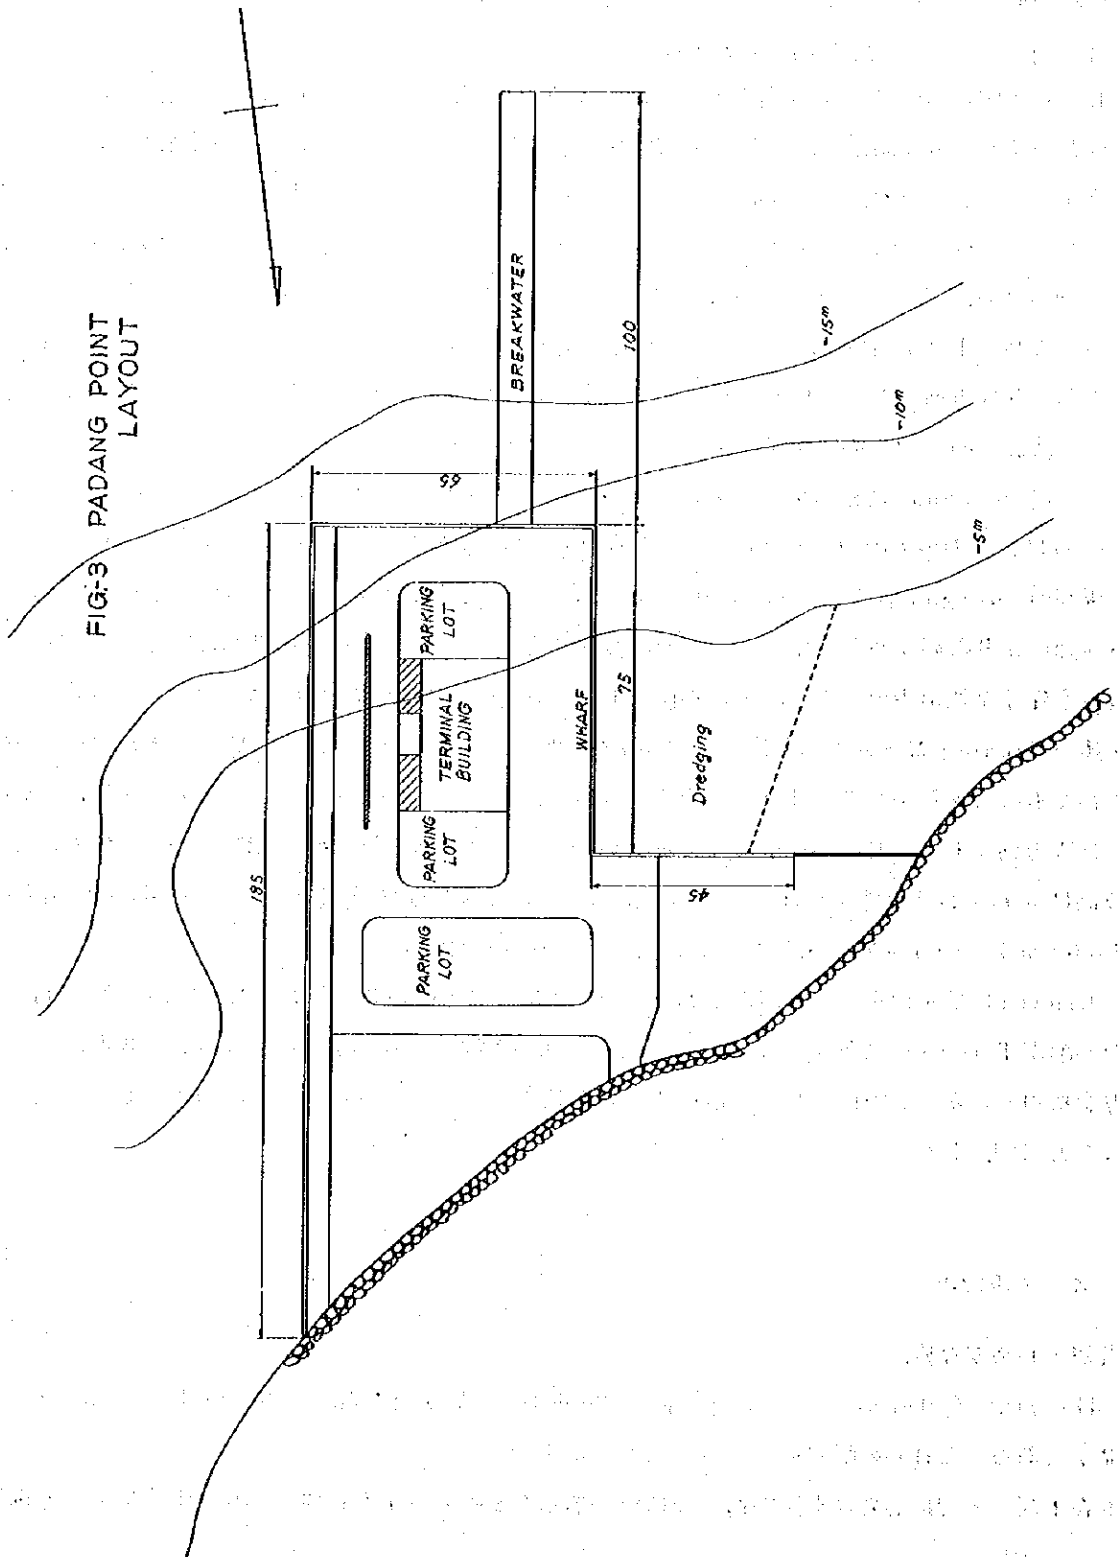 FIG.-3 PADANG POINT
LAYOUT
BREAKWATER
100
-15m
-10m
-5m
65
185
PARKING
LOT
TERMINAL
BUILDING
PARKING
LOT
WHARF
75
Dredging
45
PARKING
LOT